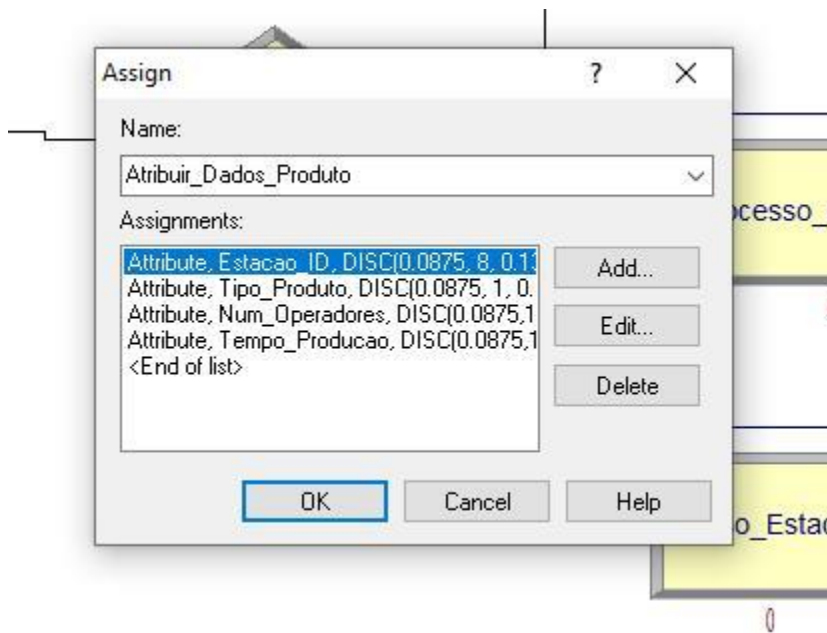 Assign
?
Name:
Atribuir_Dados_Produto
Assignments:
Attribute, Estacao_ID, DISC(0.0875, 8, 0.13
Attribute, Tipo_Produto, DISC(0.0875, 1, 0.
Attribute, Num_Operadores, DISC(0.0875,1
Attribute, Tempo_Producao, DISC(0.0875,1
<End of list>
Add...
Edit...
Delete
OK
Cancel
Help
ocesso_
o_Estac
0